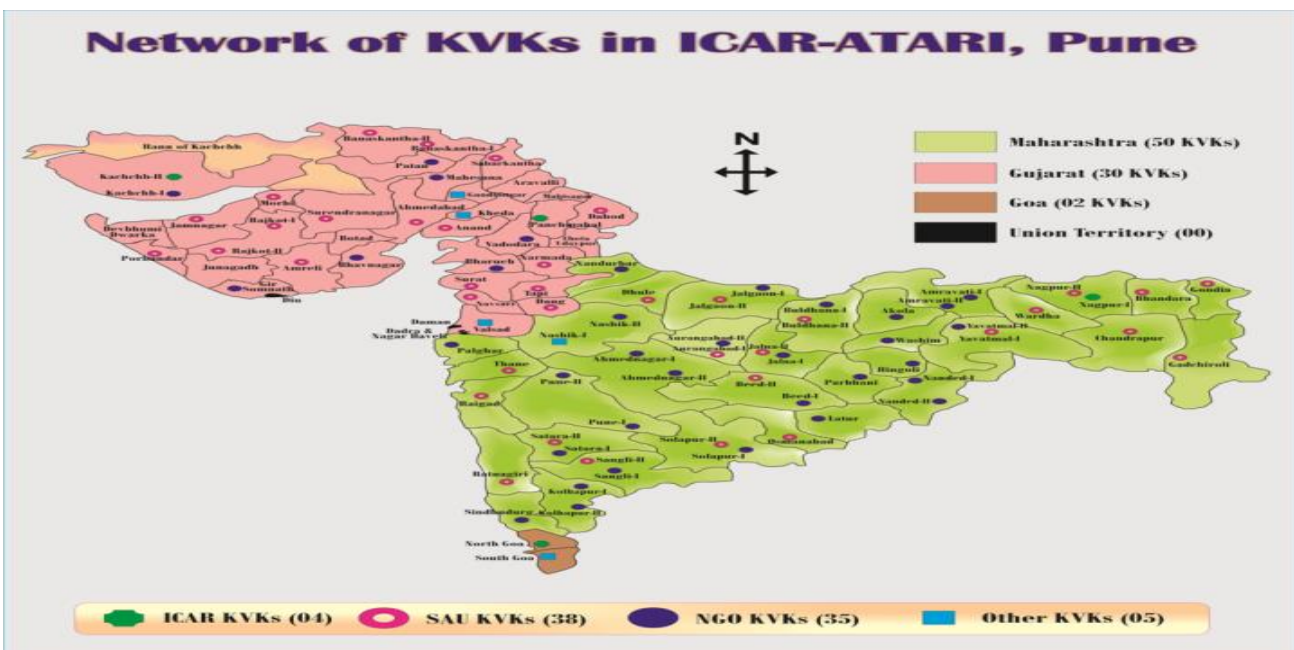 Network of KVKs in ICAR-ATARI, Pune
N
Maharashtra (50 KVKs)
Gujarat (30 KVKs)
Goa (02 KVKs)
Union Territory (00)
Banaskantha-II
Banaskantha-I
Rann of Kachchh
Patan
Sabarkantha
Kachchh-II
Mahesana
Aravalli
Kachchh-I
Gandhinagar
Morbi
Ahmedabad
Kheda
Surendranagar
Dahod
Jamnagar
Rajkot-I
Panchmahal
Devbhumi
Dwarka
Anand
Botad
Vadodara
Porbandar
Rajkot-II
Narmada
Junagadh
Amreli
Bhavnagar
Bharuch
Gir
Somnath
Diu
Surat
Tapi
Navsari
Dang
Daman
Dadra &
Nagar Haveli
Valsad
Nandurbar
Dhule
Jalgaon-I
Jalgaon-II
Buldhana-I
Buldhana-II
Amravati-I
Amravati-II
Akola
Nagpur-II
Nagpur-I
Bhandara
Gondia
Wardha
Yavatmal-II
Yavatmal-I
Chandrapur
Gadchiroli
Nashik-II
Nashik-I
Palghar
Thane
Aurangabad-II
Aurangabad-I
Jalna-II
Jalna-I
Washim
Ahmednagar-I
Ahmednagar-II
Hinguli
Nanded-I
Nanded-II
Parbhani
Beed-II
Beed-I
Pune-II
Raigad
Latur
Pune-I
Osmanabad
Satara-II
Satara-I
Solapur-II
Solapur-I
Sangli-II
Sangli-I
Ratnagiri
Kolhapur-I
Kolhapur-II
Sindhudurg
North Goa
South Goa
ICAR KVKs (04)
SAU KVKs (38)
NGO KVKs (35)
Other KVKs (05)